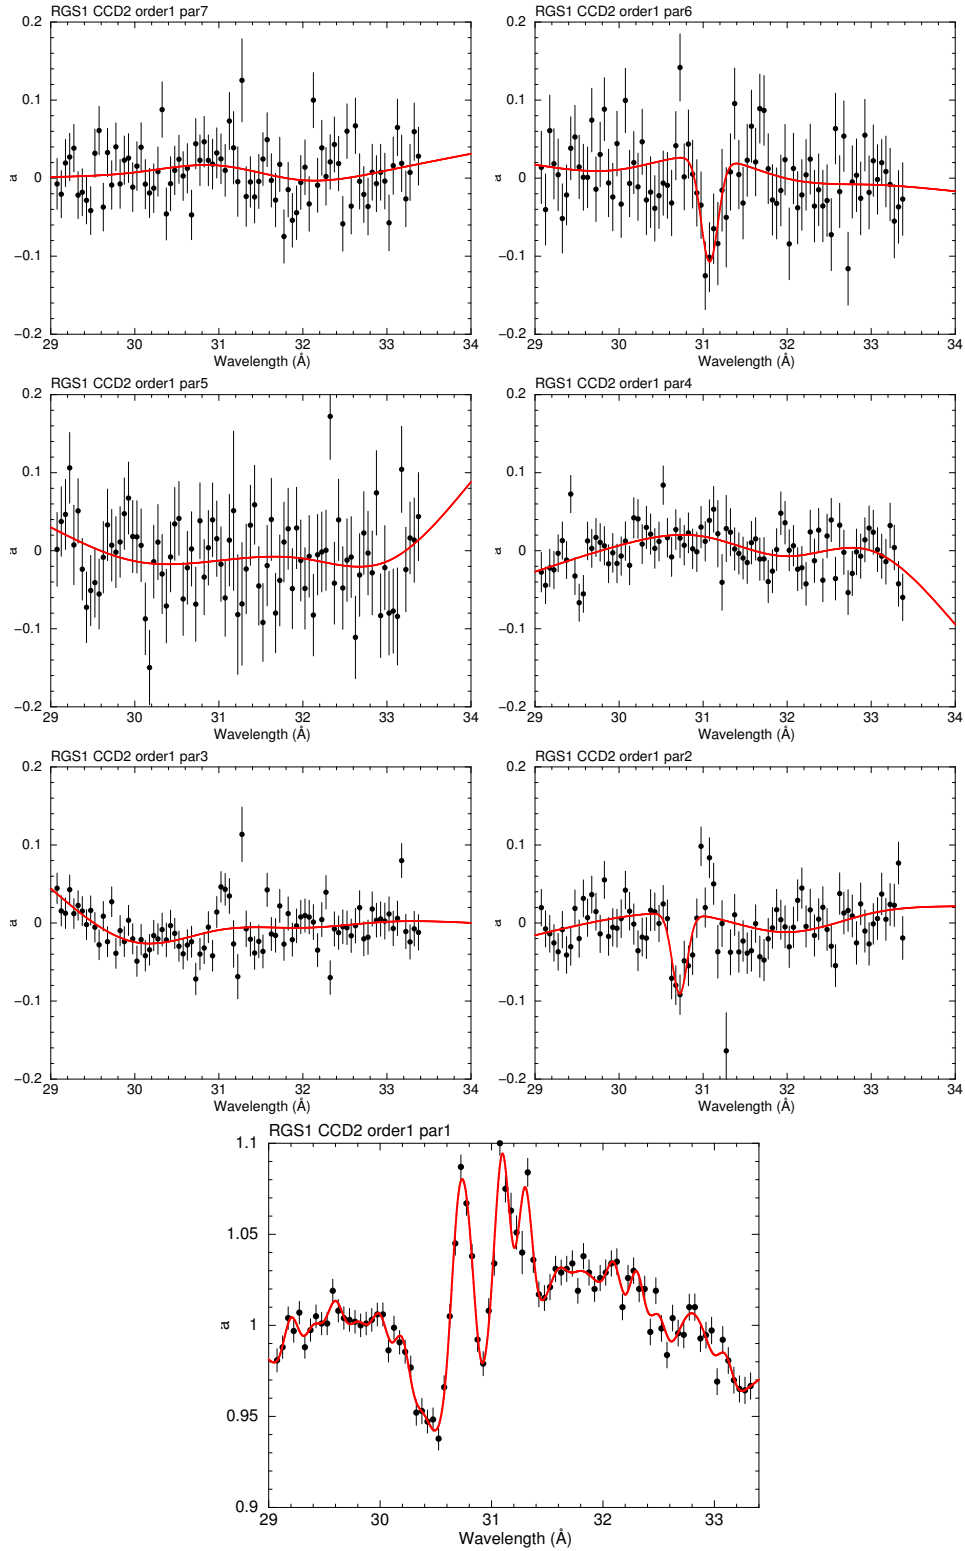 RGS1 CCD2 order1 par7
0.2
0.1
0
−0.1
−0.2
a
29 30 31 32 33 34
Wavelength (Å)
RGS1 CCD2 order1 par6
0.2
0.1
0
−0.1
−0.2
a
29 30 31 32 33 34
Wavelength (Å)
RGS1 CCD2 order1 par5
0.2
0.1
0
−0.1
−0.2
a
29 30 31 32 33 34
Wavelength (Å)
RGS1 CCD2 order1 par4
0.2
0.1
0
−0.1
−0.2
a
29 30 31 32 33 34
Wavelength (Å)
RGS1 CCD2 order1 par3
0.2
0.1
0
−0.1
−0.2
a
29 30 31 32 33 34
Wavelength (Å)
RGS1 CCD2 order1 par2
0.2
0.1
0
−0.1
−0.2
a
29 30 31 32 33 34
Wavelength (Å)
RGS1 CCD2 order1 par1
1.1
1.05
1
0.95
0.9
a
29 30 31 32 33
Wavelength (Å)